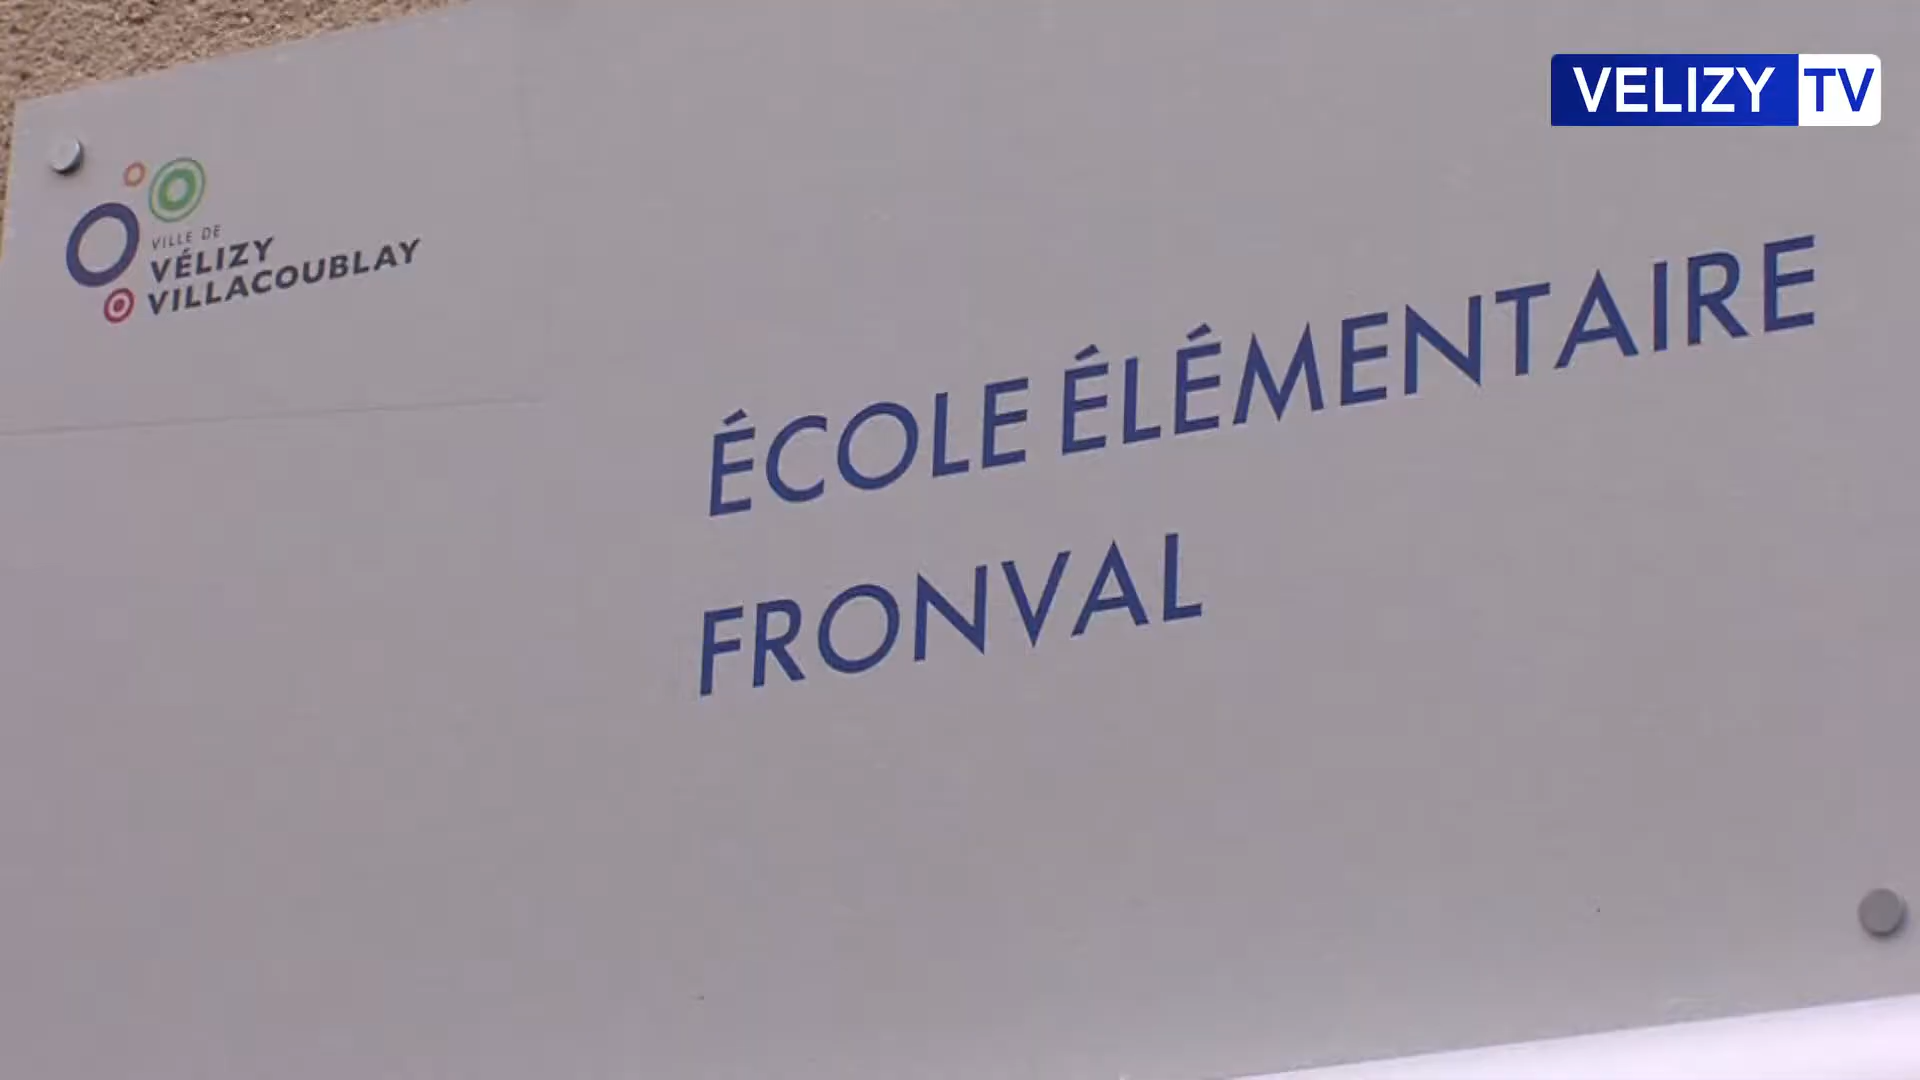 VELIZY TV
VILLE DE
VÉLIZY
VILLACOUBLAY
ÉCOLE ÉLÉMENTAIRE
FRONVAL